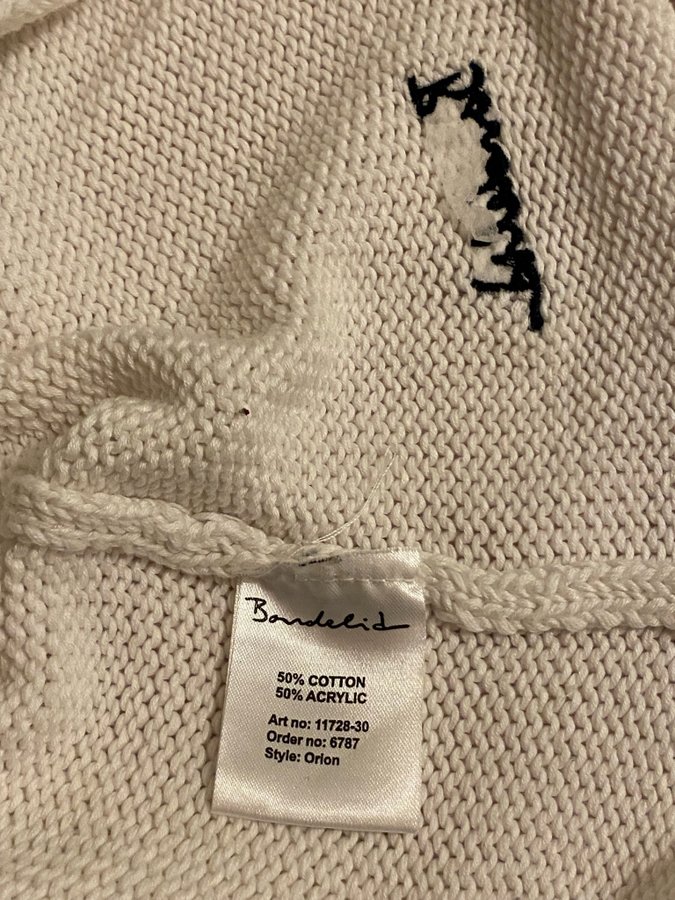 Bondelid
50% COTTON
50% ACRYLIC
Art no: 11728-30
Order no: 6787
Style: Orion